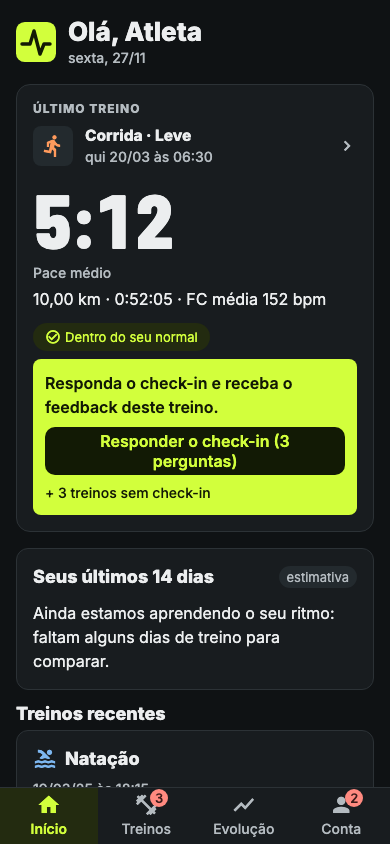 Olá, Atleta
sexta, 27/11
ÚLTIMO TREINO
Corrida · Leve
qui 20/03 às 06:30
5:12
Pace médio
10,00 km · 0:52:05 · FC média 152 bpm
Dentro do seu normal
Responda o check-in e receba o
feedback deste treino.
Responder o check-in (3
perguntas)
+ 3 treinos sem check-in
Seus últimos 14 dias
estimativa
Ainda estamos aprendendo o seu ritmo:
faltam alguns dias de treino para
comparar.
Treinos recentes
Natação
3
2
Início
Treinos
Evolução
Conta